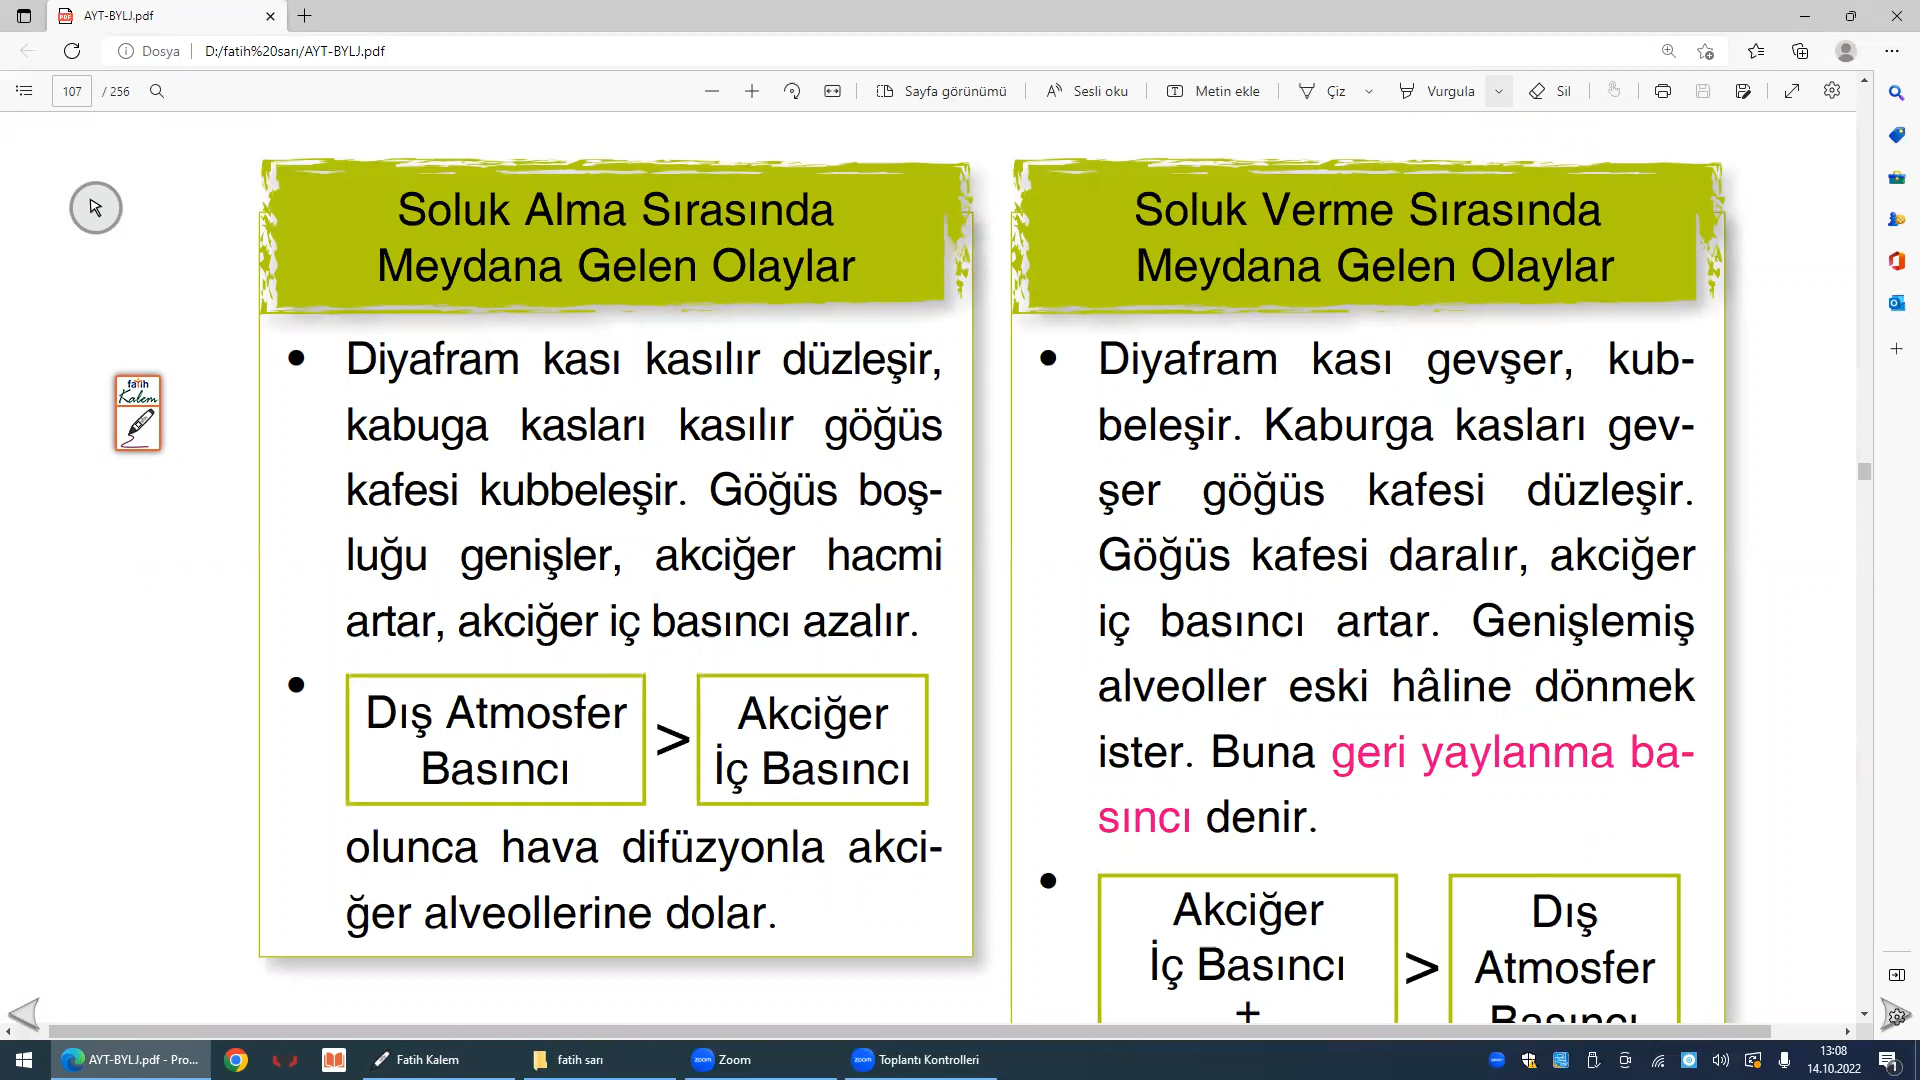 AYT-BYLJ.pdf
Dosya
D:/fatih%20sarı/AYT-BYLJ.pdf
107 / 256
Sayfa görünümü
Sesli oku
Metin ekle
Çiz
Vurgula
Sil
Soluk Alma Sırasında
Meydana Gelen Olaylar
Diyafram kası kasılır düzleşir,
kabuga kasları kasılır göğüs
kafesi kubbeleşir. Göğüs boş-
luğu genişler, akciğer hacmi
artar, akciğer iç basıncı azalır.
Dış Atmosfer
Basıncı
>
Akciğer
İç Basıncı
olunca hava difüzyonla akci-
ğer alveollerine dolar.
Soluk Verme Sırasında
Meydana Gelen Olaylar
Diyafram kası gevşer, kub-
beleşir. Kaburga kasları gev-
şer göğüs kafesi düzleşir.
Göğüs kafesi daralır, akciğer
iç basıncı artar. Genişlemiş
alveoller eski hâline dönmek
ister. Buna geri yaylanma ba-
sıncı denir.
Akciğer
İç Basıncı
+
>
Dış
Atmosfer
Basıncı
fatih
Kalem
AYT-BYLJ.pdf - Pro...
Fatih Kalem
fatih sarı
zoom
Zoom
zoom
Toplantı Kontrolleri
13:08
14.10.2022
1